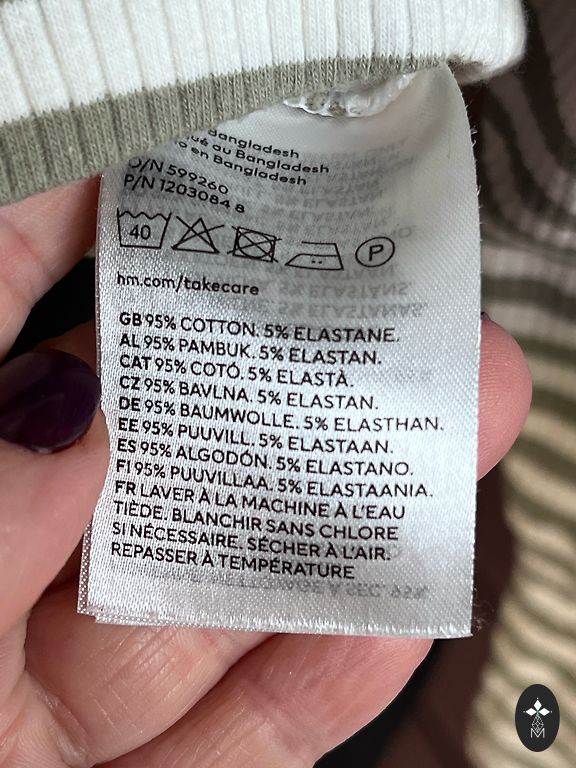 Bangladesh
au Bangladesh
en Bangladesh
O/N 599260
P/N 1203084 8
40
P
hm.com/takecare
GB 95% COTTON. 5% ELASTANE.
AL 95% PAMBUK. 5% ELASTAN.
CAT 95% COTÓ. 5% ELASTÀ.
CZ 95% BAVLNA. 5% ELASTAN.
DE 95% BAUMWOLLE. 5% ELASTHAN.
EE 95% PUUVILL. 5% ELASTAAN.
ES 95% ALGODÓN. 5% ELASTANO.
FI 95% PUUVILLAA. 5% ELASTAANIA.
FR LAVER À LA MACHINE À L'EAU
TIÈDE. BLANCHIR SANS CHLORE
SI NÉCESSAIRE. SÉCHER À L'AIR.
REPASSER À TEMPÉRATURE